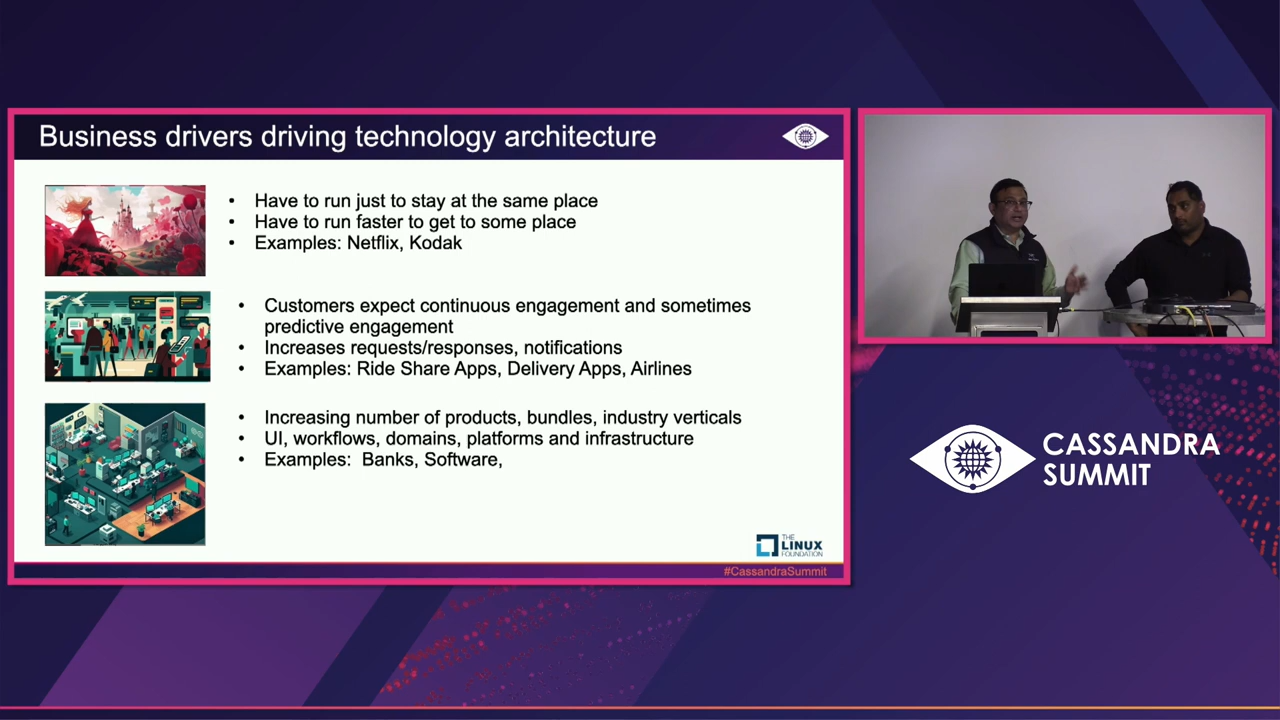 Business drivers driving technology architecture
• Have to run just to stay at the same place
• Have to run faster to get to some place
• Examples: Netflix, Kodak
• Customers expect continuous engagement and sometimes
predictive engagement
• Increases requests/responses, notifications
• Examples: Ride Share Apps, Delivery Apps, Airlines
• Increasing number of products, bundles, industry verticals
• UI, workflows, domains, platforms and infrastructure
• Examples:  Banks, Software,
THE
LINUX
FOUNDATION
#CassandraSummit
CASSANDRA
SUMMIT